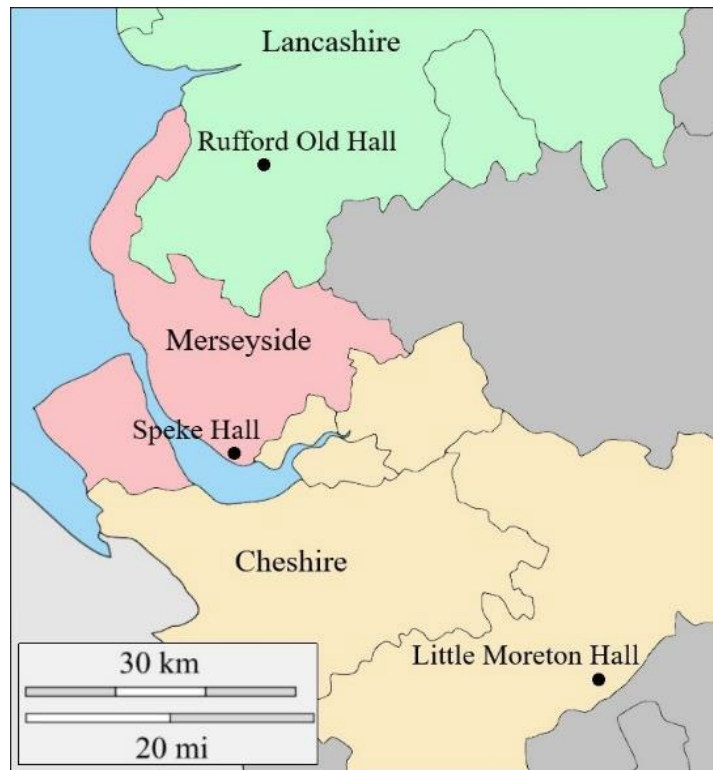 Lancashire
Rufford Old Hall
Merseyside
Speke Hall
Cheshire
Little Moreton Hall
30 km
20 mi